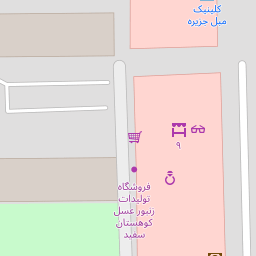 کلینیک
مبل جزیره
۹
فروشگاه
تولیدات
زنبور عسل
کوهستان
سفید